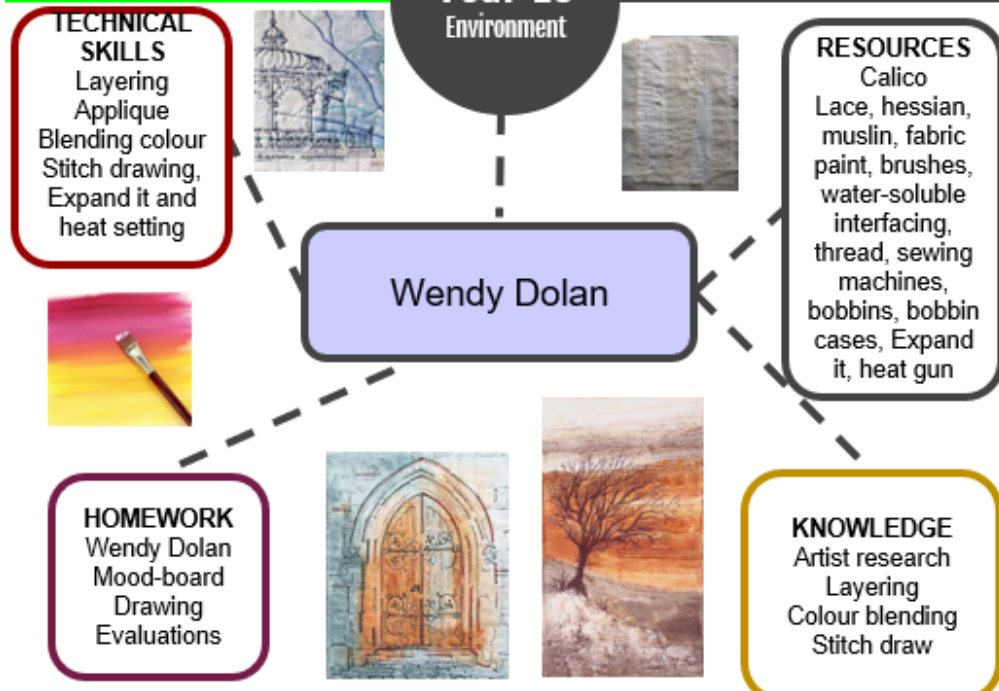 Environment
TECHNICAL
SKILLS
Layering
Applique
Blending colour
Stitch drawing,
Expand it and
heat setting
RESOURCES
Calico
Lace, hessian,
muslin, fabric
paint, brushes,
water-soluble
interfacing,
thread, sewing
machines,
bobbins, bobbin
cases, Expand
it, heat gun
Wendy Dolan
HOMEWORK
Wendy Dolan
Mood-board
Drawing
Evaluations
KNOWLEDGE
Artist research
Layering
Colour blending
Stitch draw